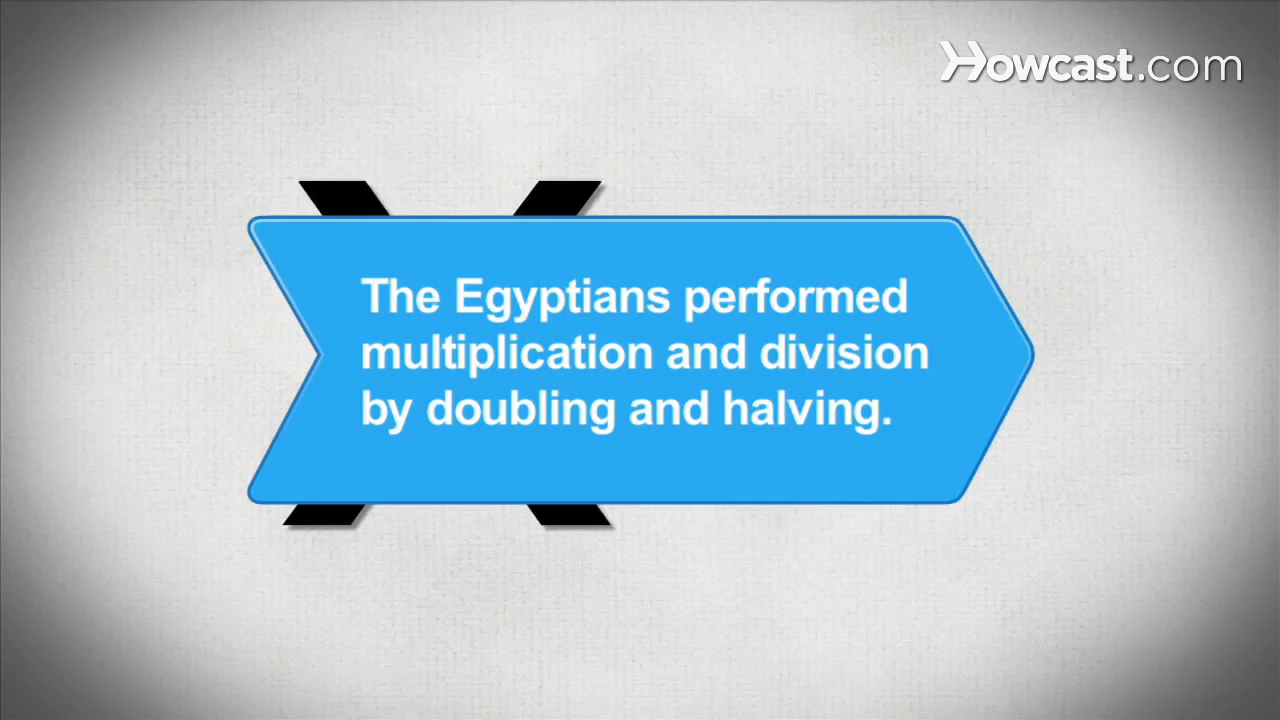 Howcast.com
The Egyptians performed
multiplication and division
by doubling and halving.